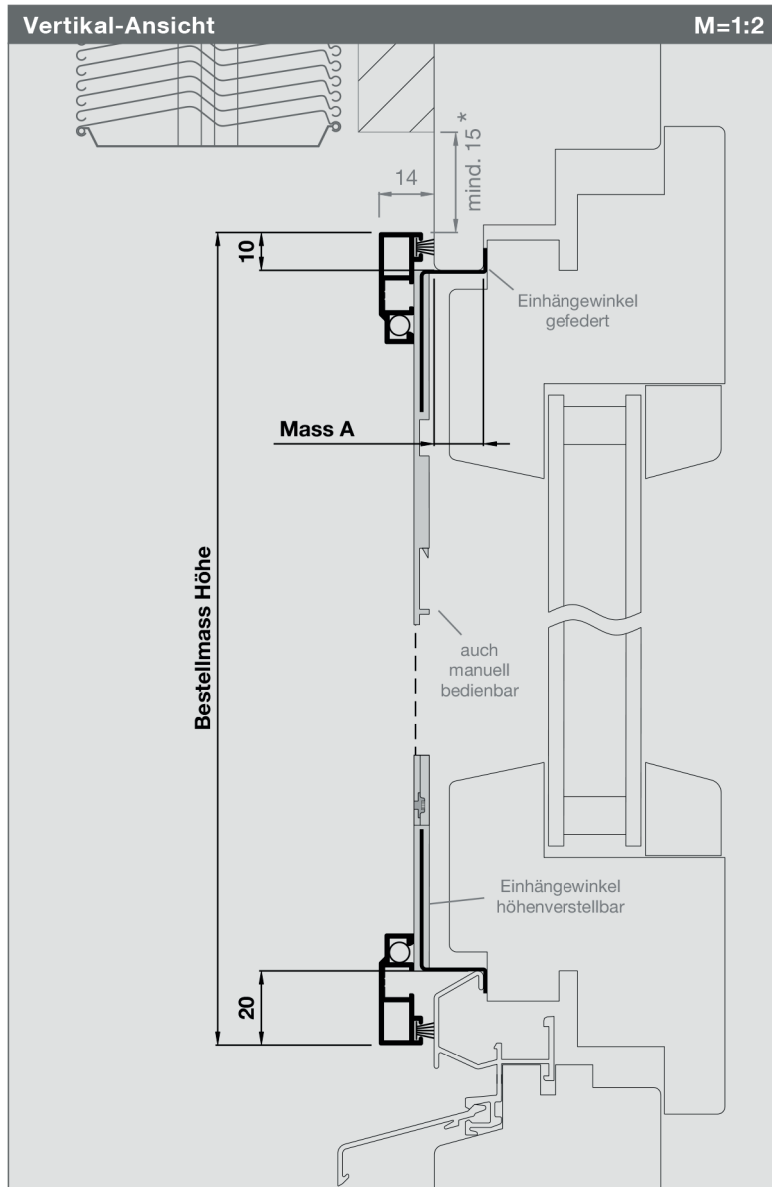 Vertikal-Ansicht M=1:2
mind. 15*
14
10
Einhängewinkel
gefedert
Mass A
Bestellmass Höhe
auch
manuell
bedienbar
Einhängewinkel
höhenverstellbar
20